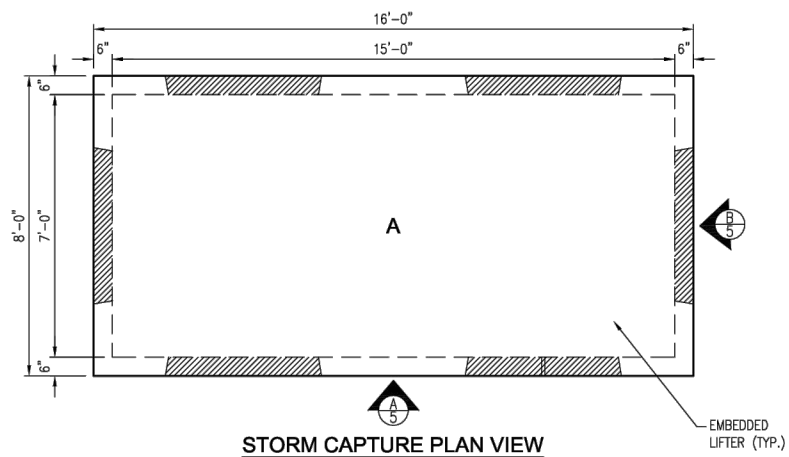 16'-0"
6" 15'-0" 6"
6"
A
8'-0"
7'-0"
B
5
6"
A
5
EMBEDDED
LIFTER (TYP.)
STORM CAPTURE PLAN VIEW